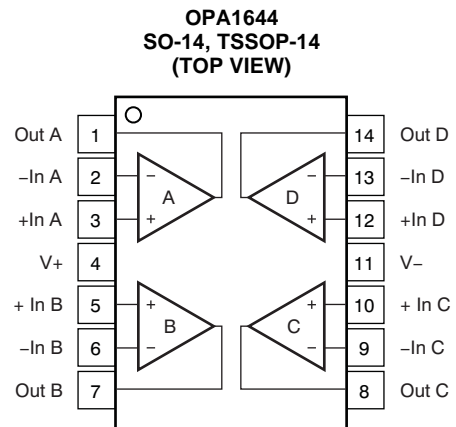 OPA1644
SO-14, TSSOP-14
(TOP VIEW)
Out A 1 14 Out D
−In A 2 − − 13 −In D
A D
+In A 3 + + 12 +In D
V+ 4 11 V−
+ In B 5 + + 10 + In C
B C
−In B 6 − − 9 −In C
Out B 7 8 Out C